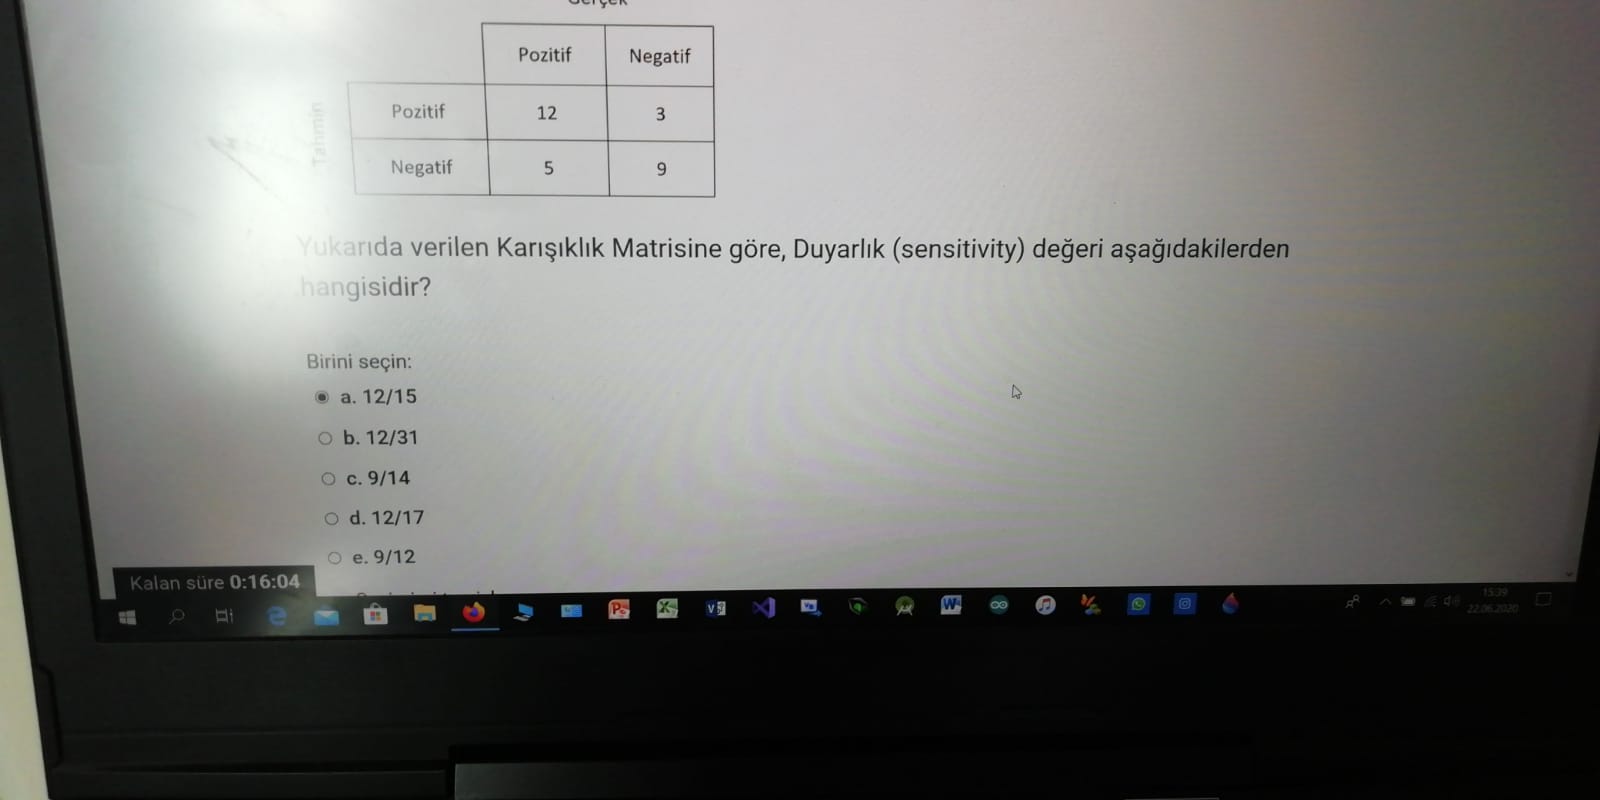 Gerçek
Pozitif Negatif
Tahmin
Pozitif 12 3
Negatif 5 9
Yukarıda verilen Karışıklık Matrisine göre, Duyarlık (sensitivity) değeri aşağıdakilerden
hangisidir?
Birini seçin:
a. 12/15
b. 12/31
c. 9/14
d. 12/17
e. 9/12
Kalan süre 0:16:04
15:39
22.06.2020